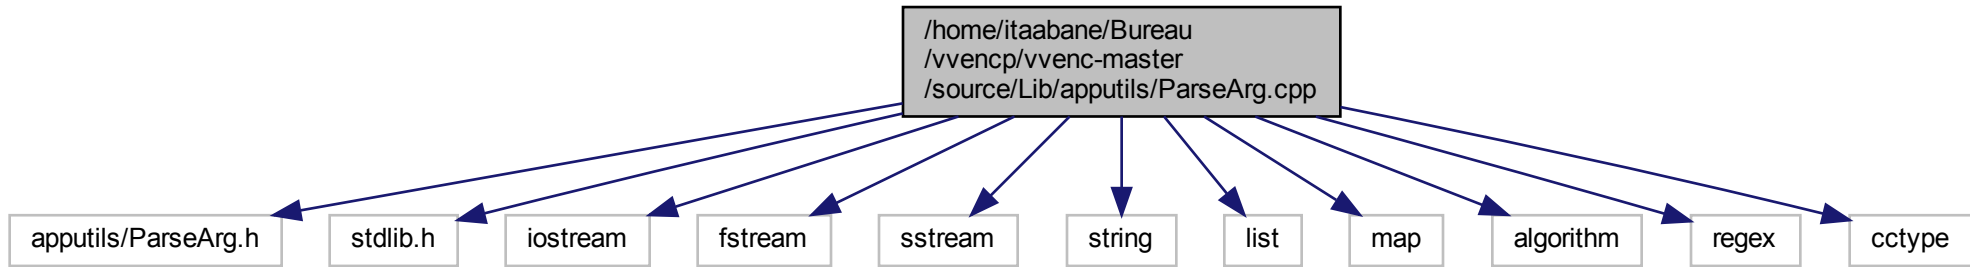 /home/itaabane/Bureau
/vvencp/vvenc-master
/source/Lib/apputils/ParseArg.cpp
apputils/ParseArg.h
stdlib.h
iostream
fstream
sstream
string
list
map
algorithm
regex
cctype